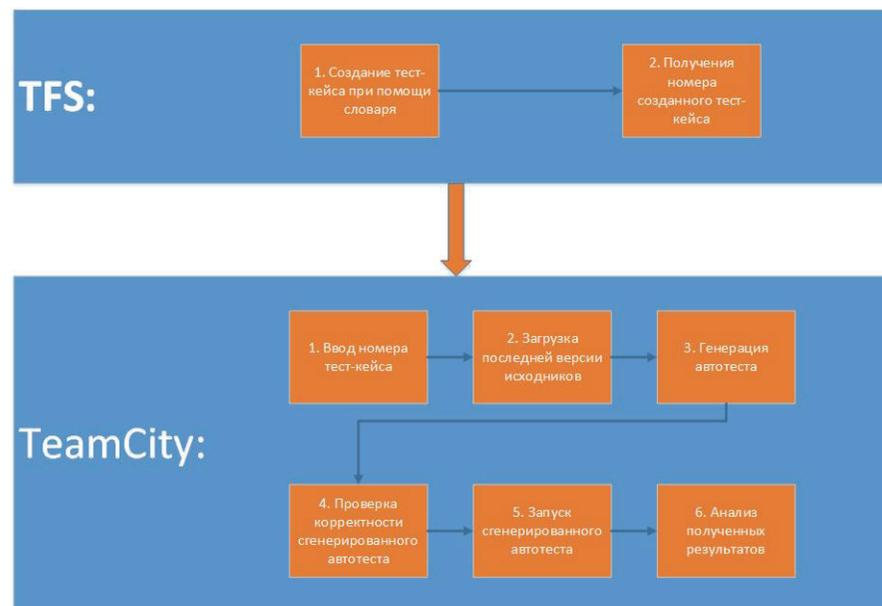 TFS:
1. Создание тест-
кейса при помощи
словаря
2. Получения
номера
созданного тест-
кейса
TeamCity:
1. Ввод номера
тест-кейса
2. Загрузка
последней версии
исходников
3. Генерация
автотеста
4. Проверка
корректности
сгенерированного
автотеста
5. Запуск
сгенерированного
автотеста
6. Анализ
полученных
результатов